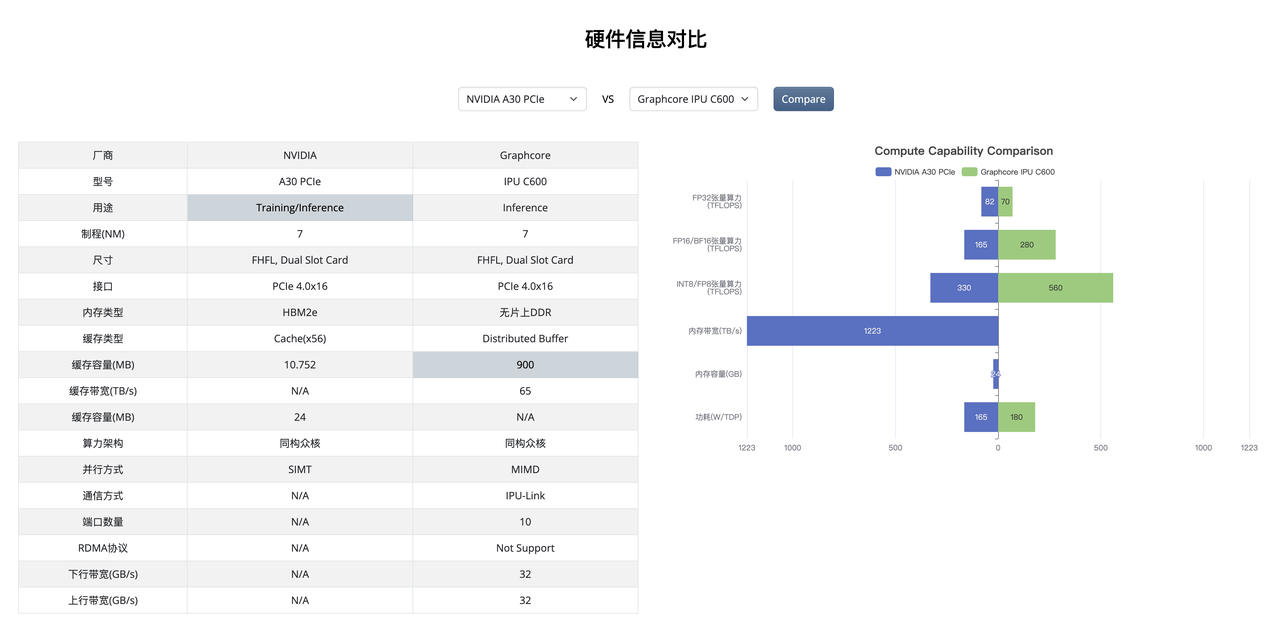 硬件信息对比
NVIDIA A30 PCIe VS Graphcore IPU C600 Compare
厂商 NVIDIA Graphcore
型号 A30 PCIe IPU C600
用途 Training/Inference Inference
制程(NM) 7 7
尺寸 FHFL, Dual Slot Card FHFL, Dual Slot Card
接口 PCIe 4.0x16 PCIe 4.0x16
内存类型 HBM2e 无片上DDR
缓存类型 Cache(x56) Distributed Buffer
缓存容量(MB) 10.752 900
缓存带宽(TB/s) N/A 65
缓存容量(MB) 24 N/A
算力架构 同构众核 同构众核
并行方式 SIMT MIMD
通信方式 N/A IPU-Link
端口数量 N/A 10
RDMA协议 N/A Not Support
下行带宽(GB/s) N/A 32
上行带宽(GB/s) N/A 32
Compute Capability Comparison
NVIDIA A30 PCIe Graphcore IPU C600
FP32张量算力
(TFLOPS)
82 70
FP16/BF16张量算力
(TFLOPS)
165 280
INT8/FP8张量算力
(TFLOPS)
330 560
内存带宽(TB/s) 1223
内存容量(GB) 24
功耗(W/TDP) 165 180
1223 1000 500 0 500 1000 1223